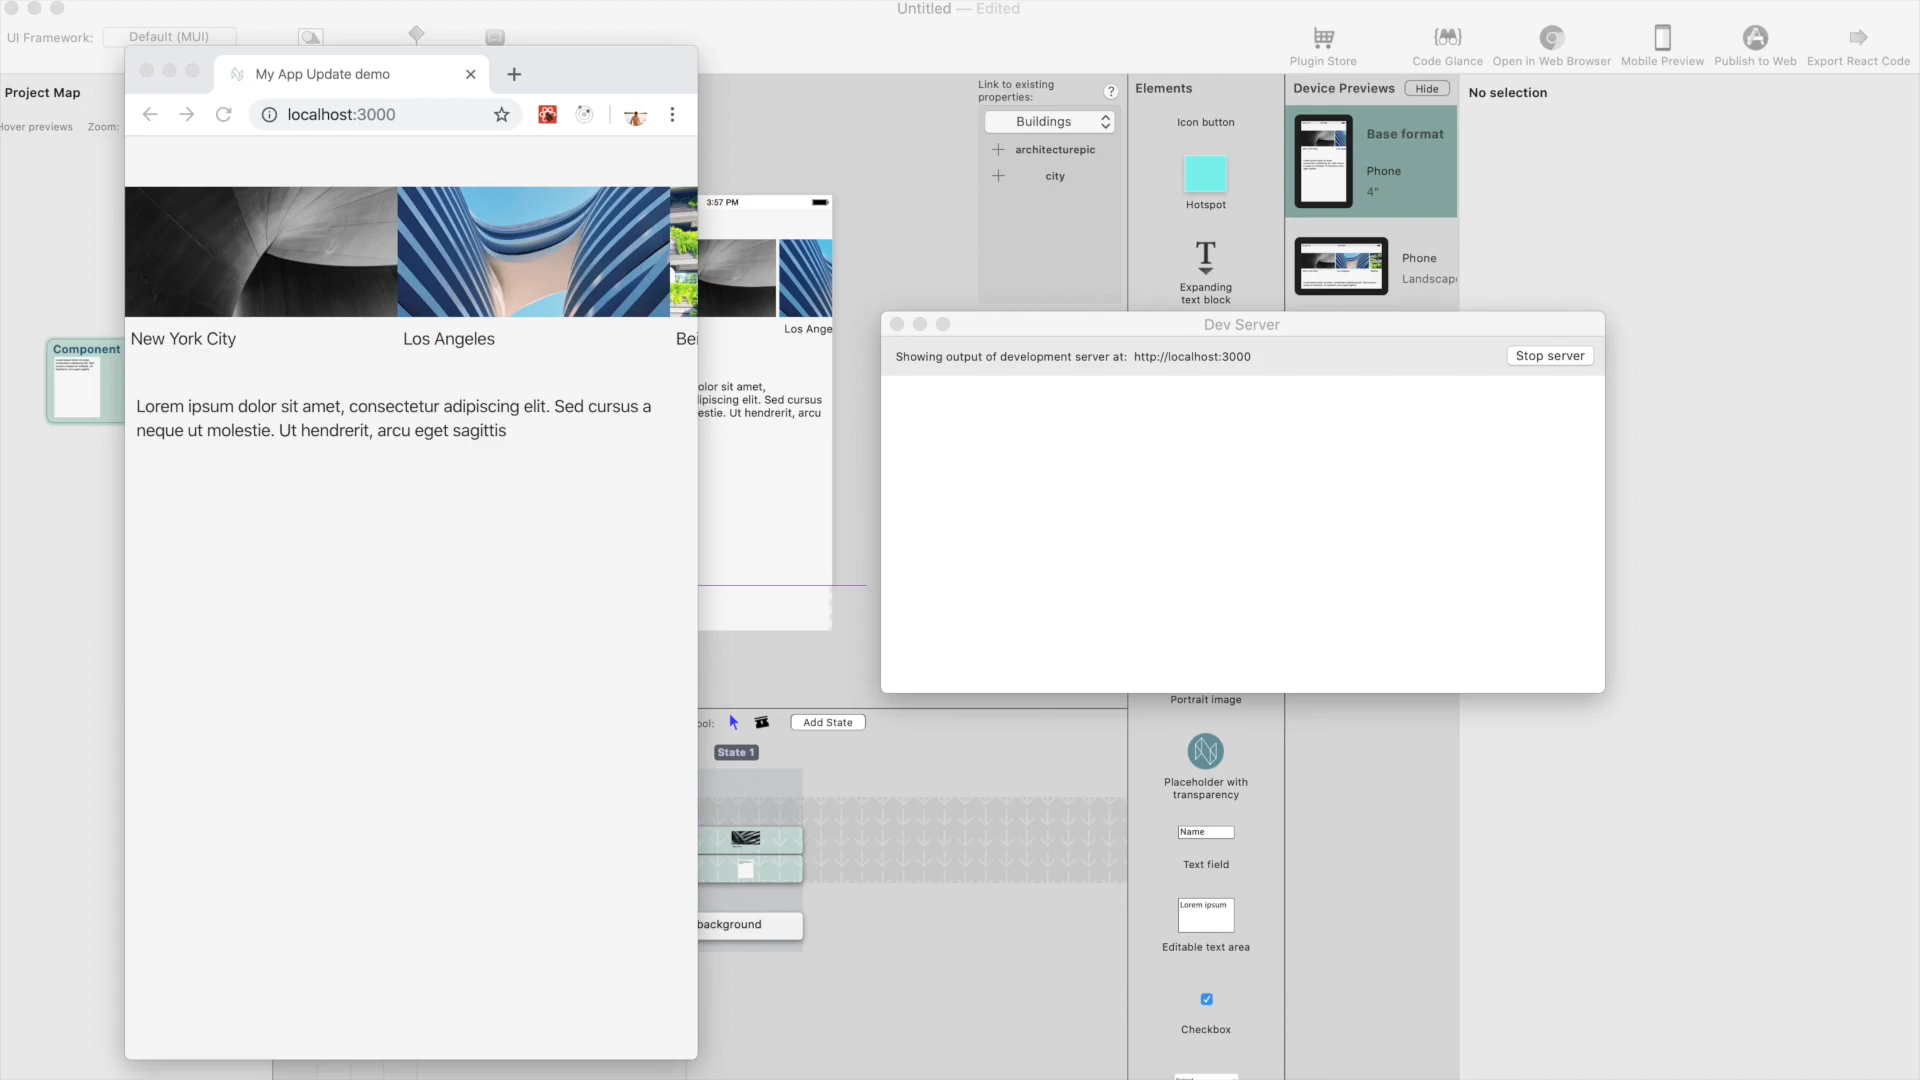 Untitled — Edited
UI Framework: Default (MUI)
Plugin Store
Code Glance
Open in Web Browser
Mobile Preview
Publish to Web
Export React Code
Project Map
Hover previews Zoom:
Component
My App Update demo
localhost:3000
New York City
Los Angeles
Bei
Lorem ipsum dolor sit amet, consectetur adipiscing elit. Sed cursus a
neque ut molestie. Ut hendrerit, arcu eget sagittis
3:57 PM
Los Ange
olor sit amet,
ipiscing elit. Sed cursus
estie. Ut hendrerit, arcu
ool:
Add State
State 1
background
Link to existing
properties:
?
Buildings
architecturepic
city
Elements
Icon button
Hotspot
T
Expanding
text block
Device Previews
Hide
Base format
Phone
4"
Phone
Landscape
No selection
Dev Server
Showing output of development server at: http://localhost:3000
Stop server
Portrait image
Placeholder with
transparency
Name
Text field
Lorem ipsum
Editable text area
Checkbox